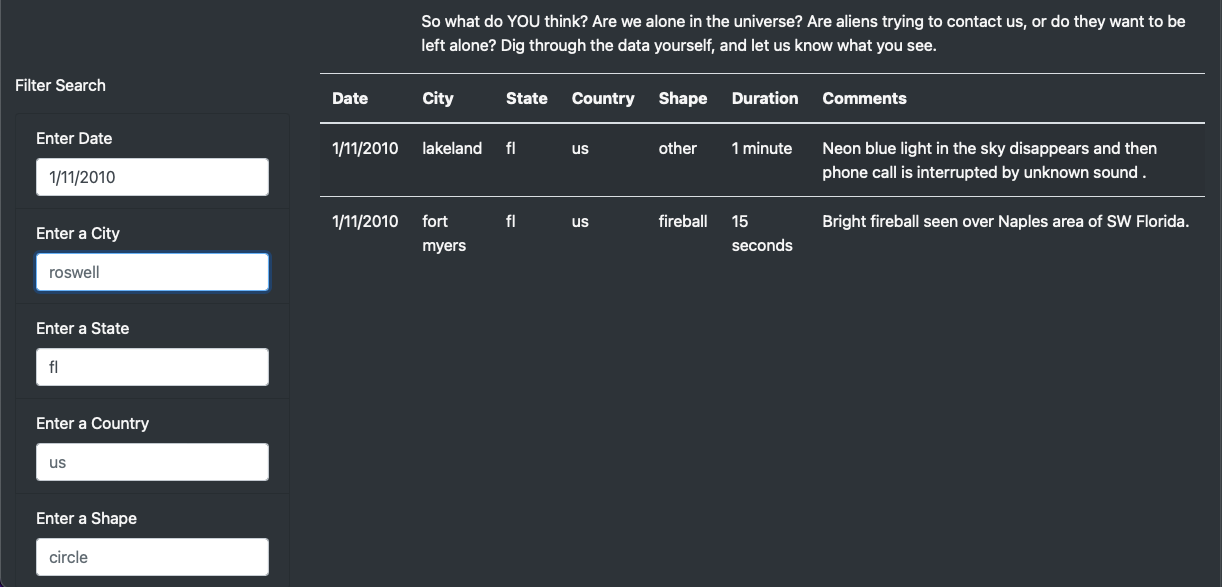 So what do YOU think? Are we alone in the universe? Are aliens trying to contact us, or do they want to be
left alone? Dig through the data yourself, and let us know what you see.
Filter Search
Enter Date
1/11/2010
Enter a City
roswell
Enter a State
fl
Enter a Country
us
Enter a Shape
circle
Date City State Country Shape Duration Comments
1/11/2010 lakeland fl us other 1 minute Neon blue light in the sky disappears and then
phone call is interrupted by unknown sound .
1/11/2010 fort fl us fireball 15 Bright fireball seen over Naples area of SW Florida.
myers seconds